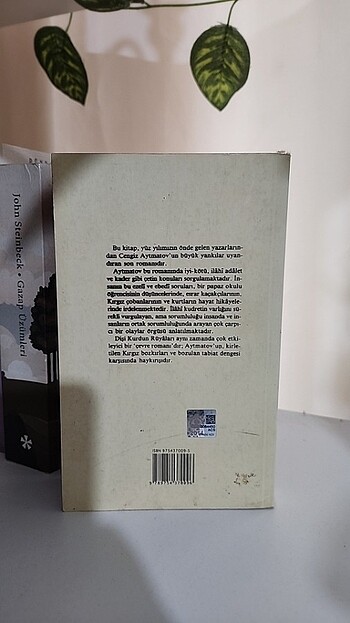 John Steinbeck • Gazap Üzümleri
Bu kitap, yüz yılımızın önde gelen yazarların-
dan Cengiz Aytmatov'un büyük yankılar uyan-
dıran son romanıdır.
Aytmatov bu romanında iyi-kötü, ilâhî adâlet
ve kader gibi çetin konuları sorgulamaktadır. İn-
sanın bu ezelî ve ebedî soruları, bir papaz okulu
öğrencisinin düşüncelerinde, esrar kaçakçılarının,
Kırgız çobanlarının ve kurtların hayat hikâyele-
rinde irdelenmektedir. İlâhî kudretin varlığını sü-
rekli vurgulayan, ama sorumluluğu insanda ve in-
sanların ortak sorumluluğunda arayan çok çarpı-
cı bir olaylar örgüsü anlatılmaktadır.
Dişi Kurdun Rüyâları aynı zamanda çok etki-
leyici bir 'çevre romanı'dır; Aytmatov'un, kirle-
tilen Kırgız bozkırları ve bozulan tabiat dengesi
karşısında haykırışıdır.
ISBN 975437009-5